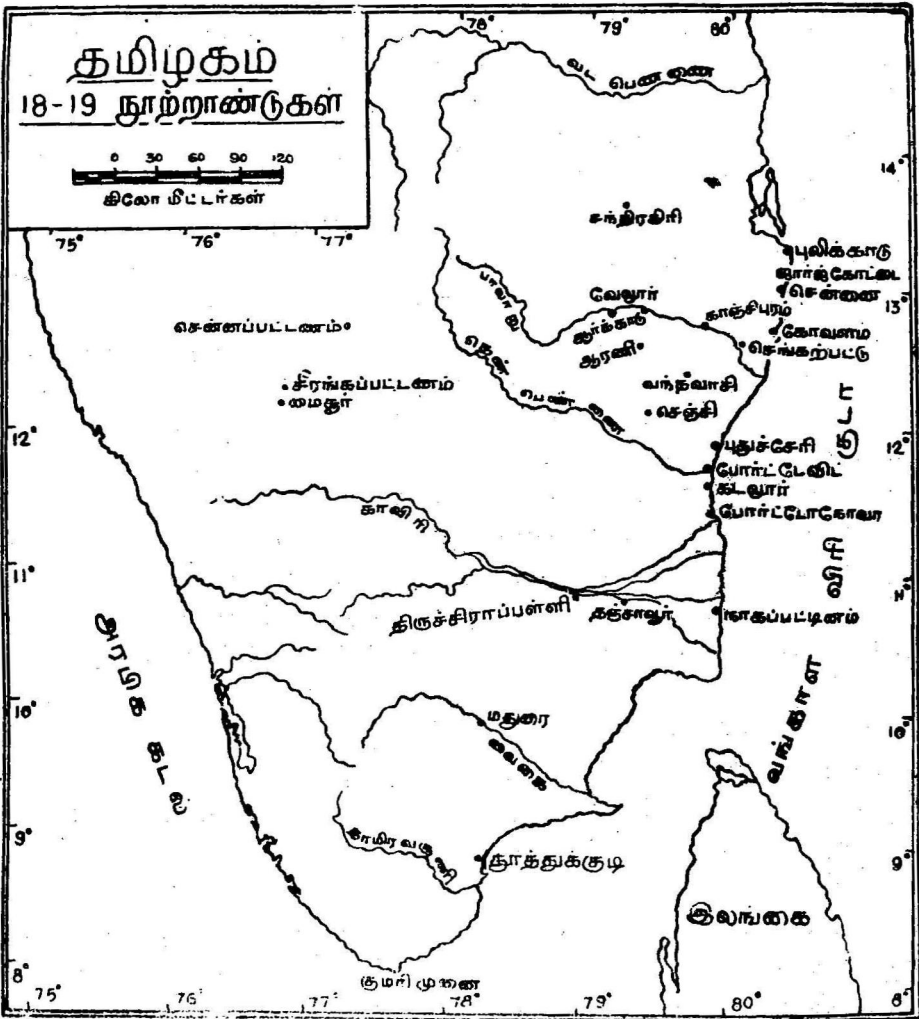 தமிழகம்
18-19 நூற்றாண்டுகள்
0 30 60 90 120
கிலோ மீட்டர்கள்
78° 79° 80°
வட பெண்ணை
14°
சந்திரகிரி
75° 76° 77°
புலிக்காடு
ஜார்ஜ்கோட்டை
சென்னை
13°
பாலாறு
வேலூர்
ஆர்க்காடு
காஞ்சிபுரம்
கோவளம்
செங்கற்பட்டு
சென்னப்பட்டணம்
ஆரணி
தென் பெண்ணை
வந்தவாசி
செஞ்சி
சீரங்கப்பட்டணம்
மைசூர்
12° 12°
புதுச்சேரி
போர்ட்டேவிட்
கடலூர்
போர்ட்டோநோவா
காவிரி
11°
திருச்சிராப்பள்ளி
தஞ்சாவூர்
நாகப்பட்டினம்
வங்காள விரி குடா
அரபிக் கடல்
10° 10°
மதுரை
வைகை
9° 9°
தாமிரவருணி
தூத்துக்குடி
இலங்கை
8° 8°
குமரி முனை
75° 76° 77° 78° 79° 80°